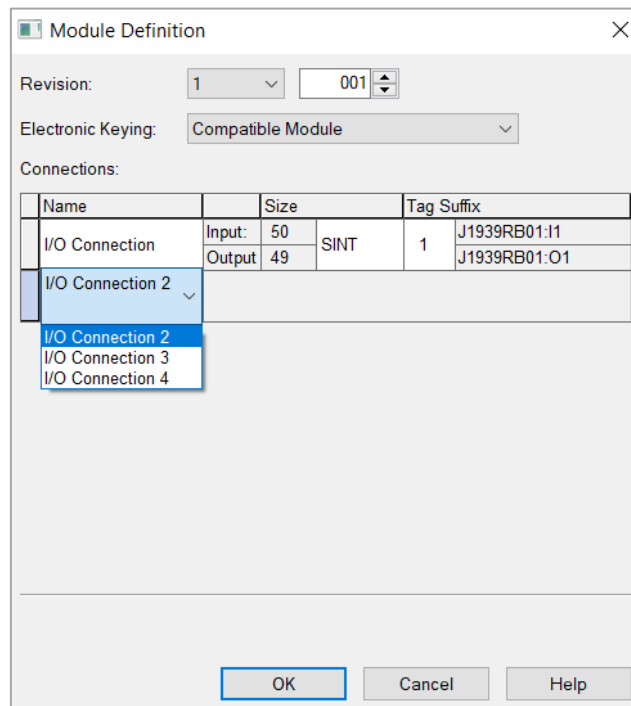 Module Definition
Revision: 1 001
Electronic Keying: Compatible Module
Connections:
Name Size Tag Suffix
I/O Connection Input: 50 SINT 1 J1939RB01:I1
Output 49 J1939RB01:O1
I/O Connection 2
I/O Connection 2
I/O Connection 3
I/O Connection 4
OK Cancel Help